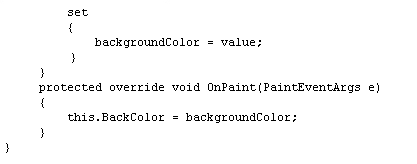 set
{
backgroundColor = value;
}
}
protected override void OnPaint(PaintEventArgs e)
{
this.BackColor = backgroundColor;
}
}